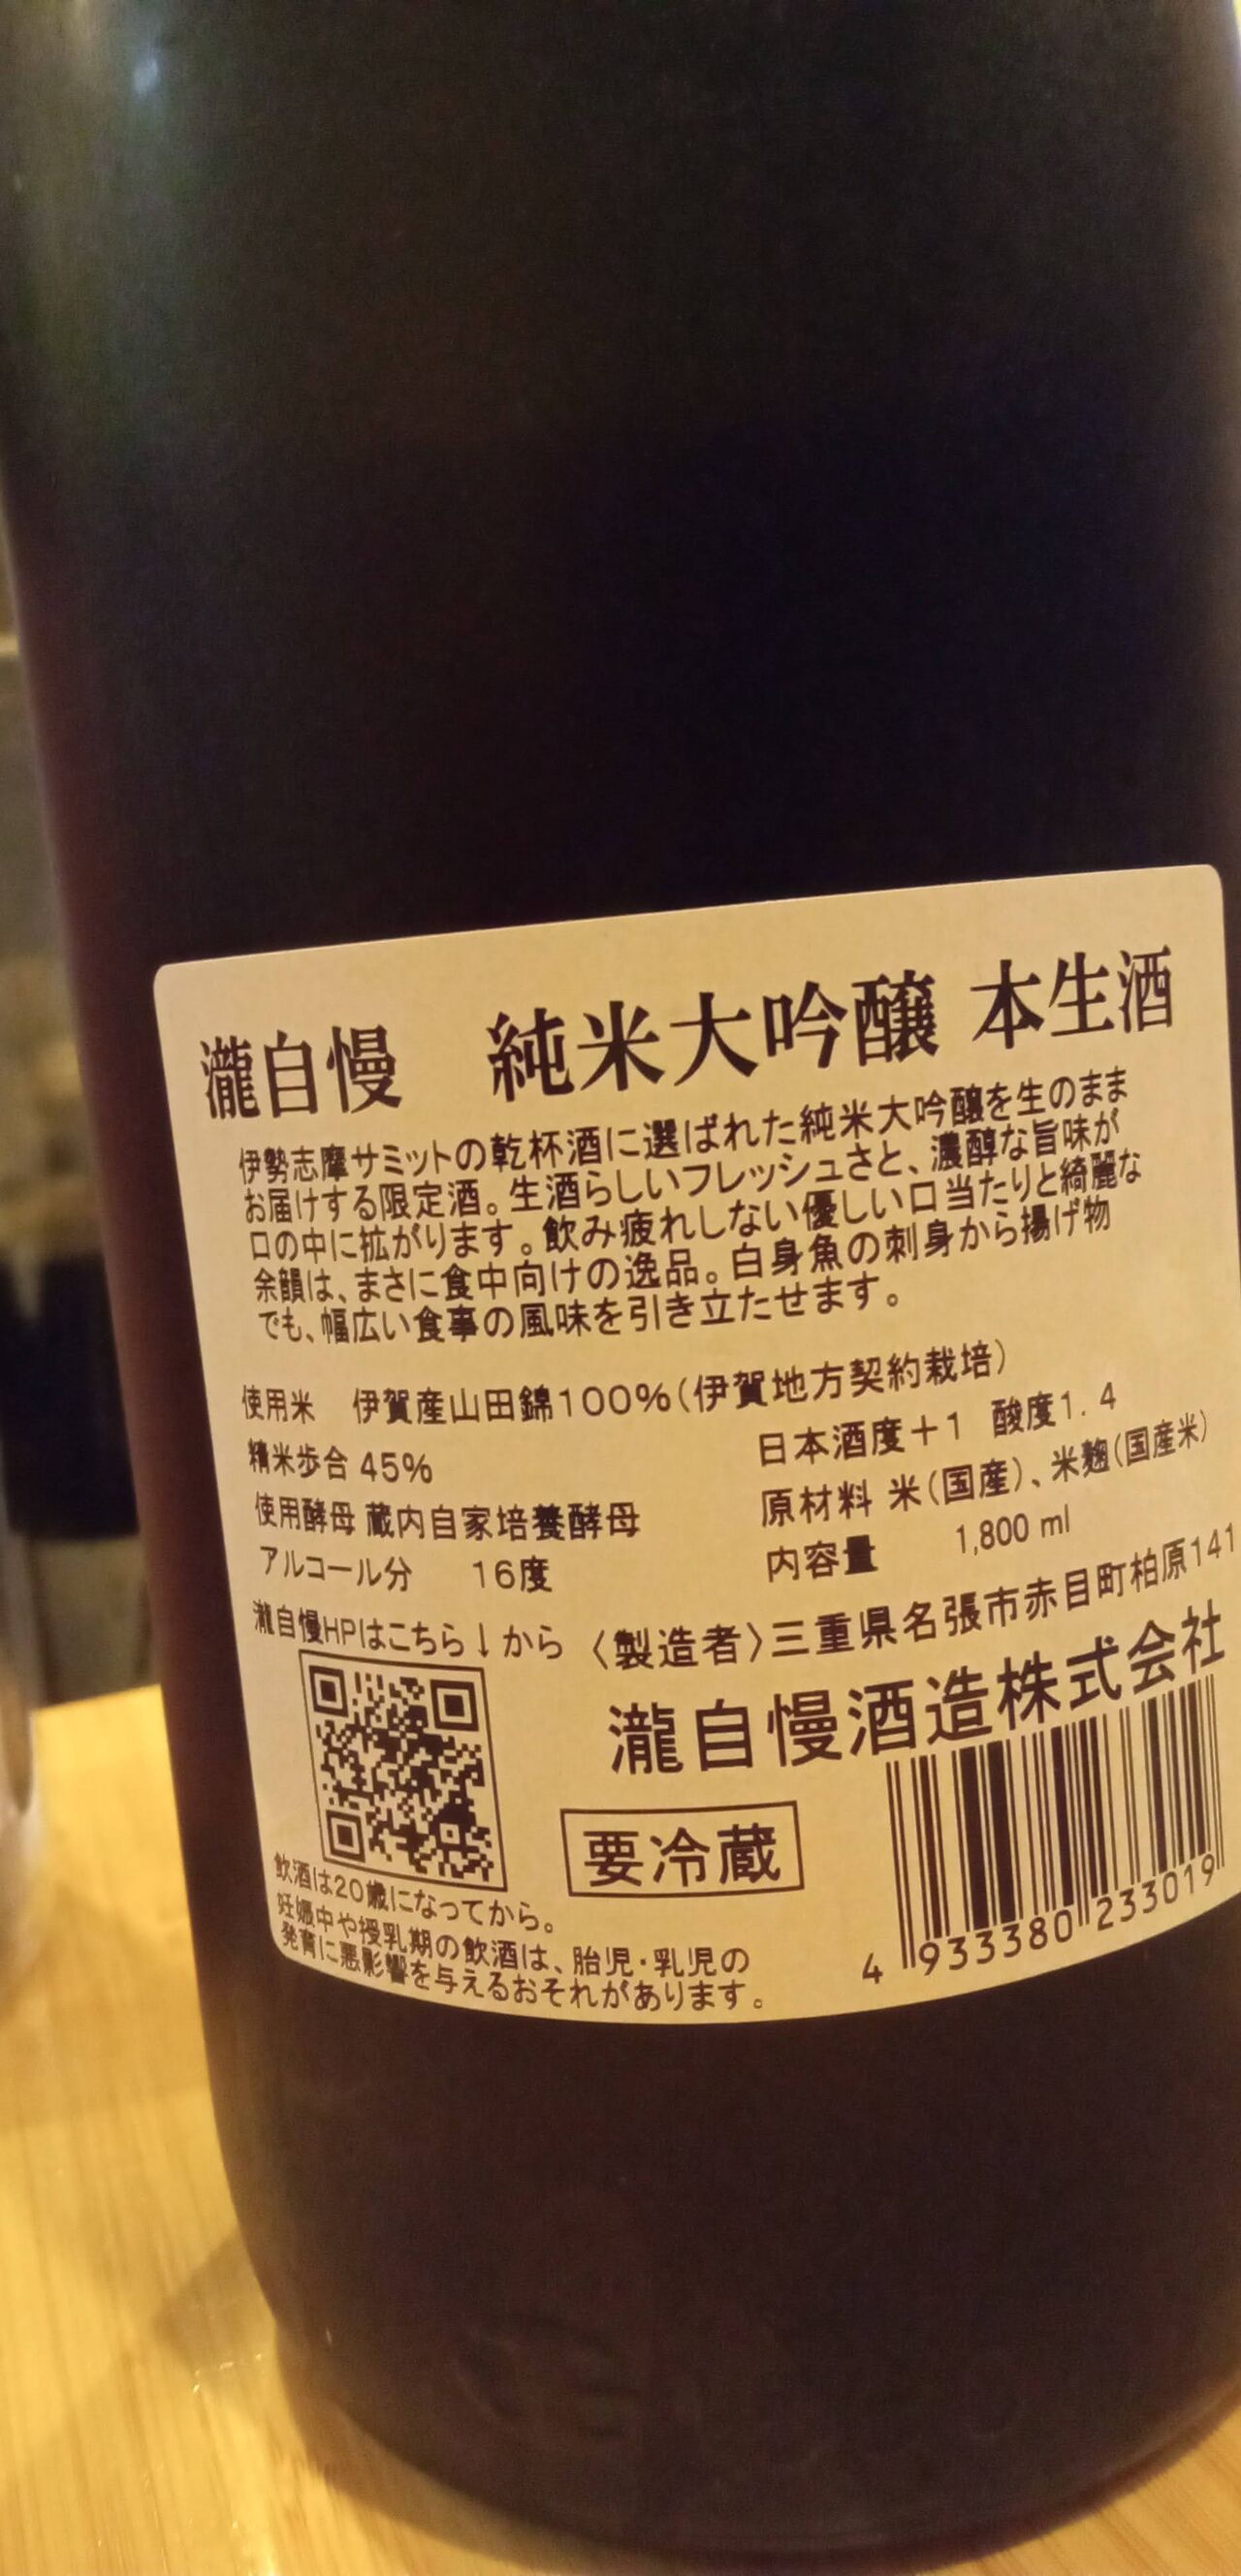 瀧自慢 純米大吟醸 本生酒
伊勢志摩サミットの乾杯酒に選ばれた純米大吟醸を生のまま
お届けする限定酒。生酒らしいフレッシュさと、濃醇な旨味が
口の中に拡がります。飲み疲れしない優しい口当たりと綺麗な
余韻は、まさに食中向けの逸品。白身魚の刺身から揚げ物
でも、幅広い食事の風味を引き立たせます。
使用米 伊賀産山田錦100%(伊賀地方契約栽培)
精米歩合 45% 日本酒度+1 酸度1.4
使用酵母 蔵内自家培養酵母 原材料 米(国産)、米麹(国産米)
アルコール分 16度 内容量 1,800 ml
瀧自慢HPはこちら↓から 〈製造者〉三重県名張市赤目町柏原141
瀧自慢酒造株式会社
要冷蔵
4 933380 233019
飲酒は20歳になってから。
妊娠中や授乳期の飲酒は、胎児・乳児の
発育に悪影響を与えるおそれがあります。